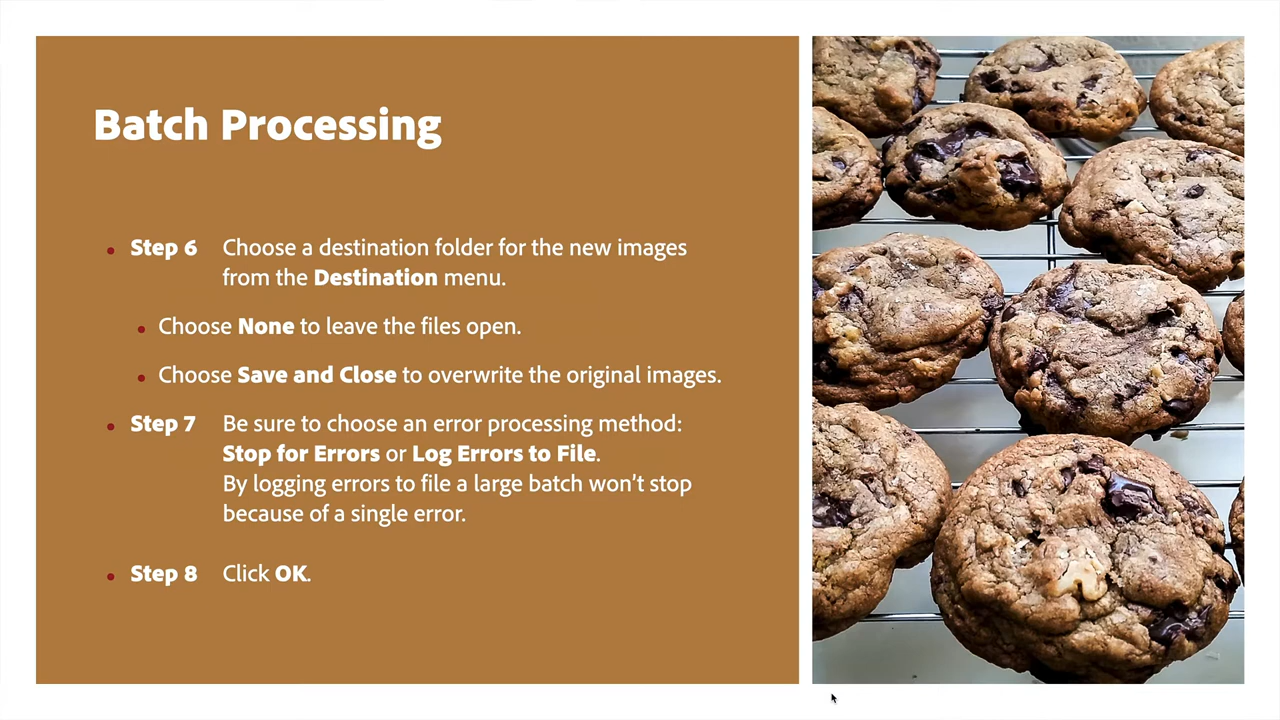 Batch Processing
• Step 6 Choose a destination folder for the new images
from the Destination menu.
• Choose None to leave the files open.
• Choose Save and Close to overwrite the original images.
• Step 7 Be sure to choose an error processing method:
Stop for Errors or Log Errors to File.
By logging errors to file a large batch won’t stop
because of a single error.
• Step 8 Click OK.